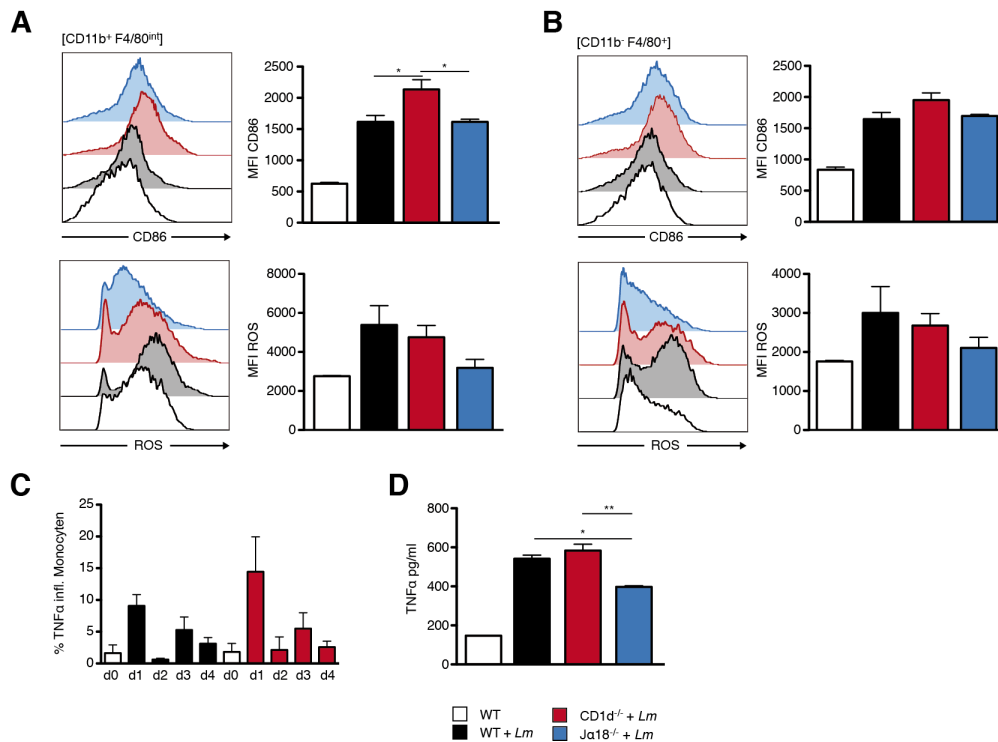 A
[CD11b⁺ F4/80ⁱⁿᵗ]
CD86
MFI CD86
2500
2000
1500
1000
500
0
*
*
ROS
MFI ROS
8000
6000
4000
2000
0
B
[CD11b⁻ F4/80⁺]
CD86
MFI CD86
2500
2000
1500
1000
500
0
ROS
MFI ROS
4000
3000
2000
1000
0
C
% TNFα infl. Monocyten
25
20
15
10
5
0
d0 d1 d2 d3 d4 d0 d1 d2 d3 d4
D
TNFα pg/ml
800
600
400
200
0
**
*
WT
WT + Lm
CD1d⁻/⁻ + Lm
Jα18⁻/⁻ + Lm